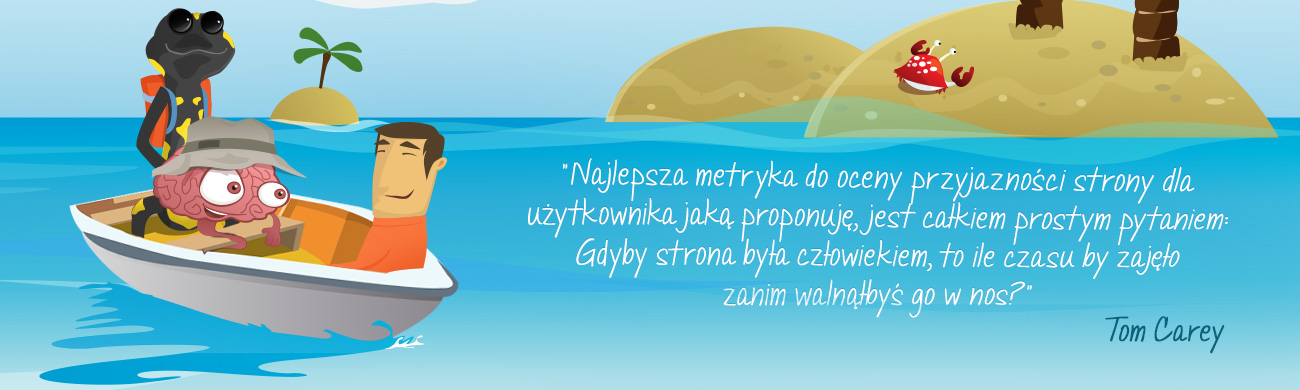 "Najlepsza metryka do oceny przyjazności strony dla
użytkownika jaką proponuję, jest całkiem prostym pytaniem:
Gdyby strona była człowiekiem, to ile czasu by zajęło
zanim walnąłbyś go w nos?"
Tom Carey